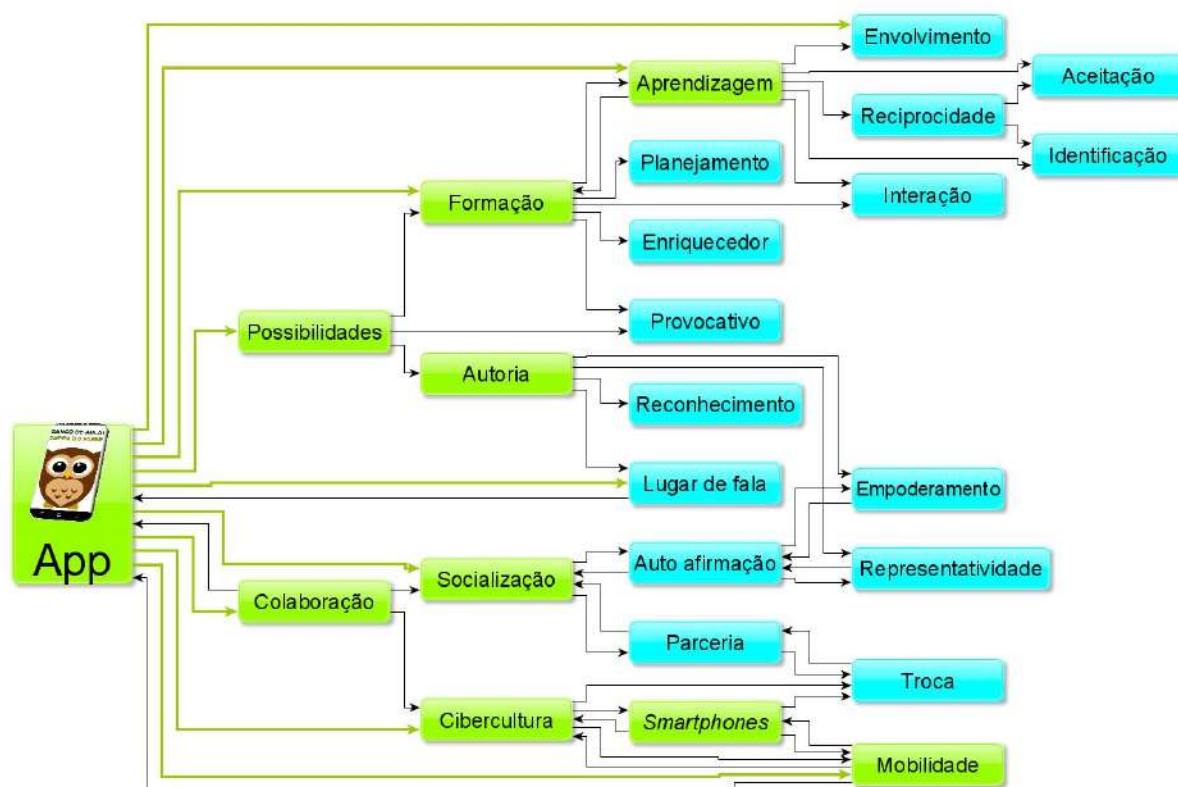 Envolvimento
Aprendizagem
Aceitação
Reciprocidade
Planejamento
Identificação
Formação
Interação
Enriquecedor
Possibilidades
Provocativo
Autoria
Reconhecimento
Lugar de fala
Empoderamento
App
Socialização
Auto afirmação
Representatividade
Colaboração
Parceria
Troca
Cibercultura
Smartphones
Mobilidade